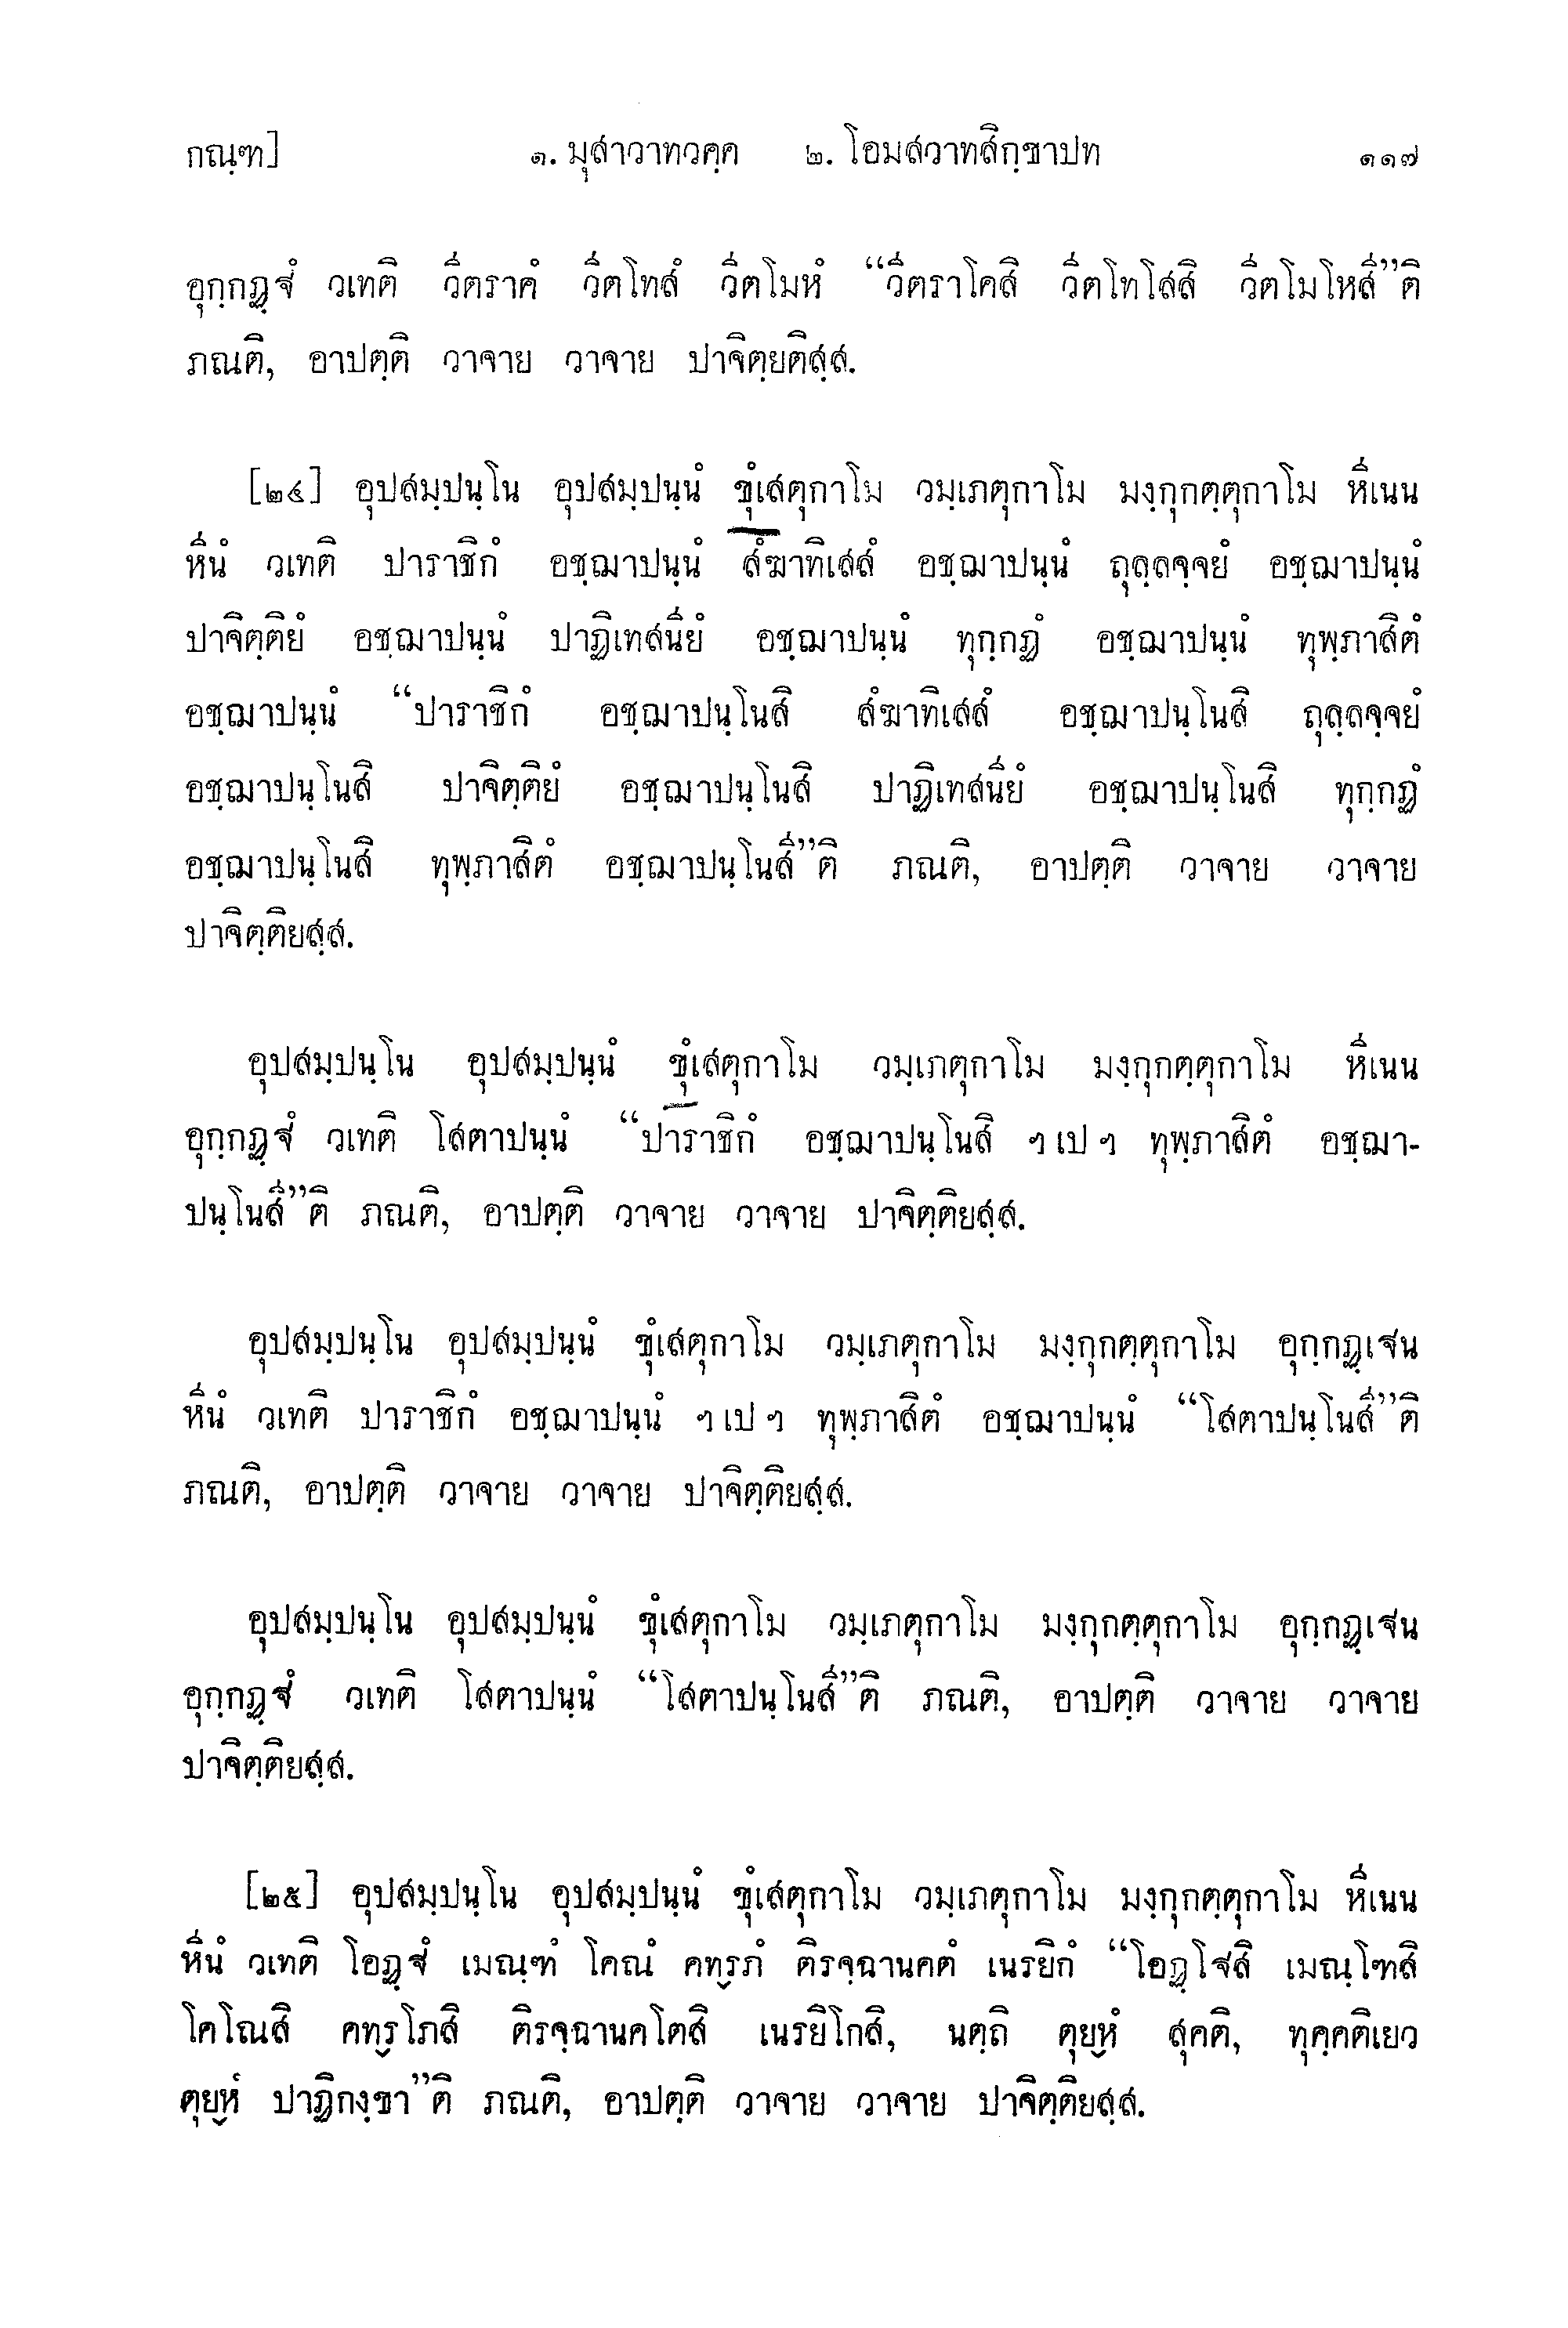 กณฺฑ] ๑. มุสาวาทวคฺค ๒. โอมสวาทสิกฺขาปท ๑๑๗
อุกฺกฏฺฐํ วเทติ วีตราคํ วีตโทสํ วีตโมหํ “วีตราโคสิ วีตโทโสสิ วีตโมโหสี”ติ
ภณติ, อาปตฺติ วาจาย วาจาย ปาจิตฺยติสฺส.
[๒๔] อุปสมฺปนฺโน อุปสมฺปนฺนํ ขุํเสตุกาโม วมฺเภตุกาโม มงฺกุกตฺตุกาโม หีเนน
หีนํ วเทติ ปาราชิกํ อชฺฌาปนฺนํ สํฆาทิเสสํ อชฺฌาปนฺนํ ถุลฺลจฺจยํ อชฺฌาปนฺนํ
ปาจิตฺติยํ อชฺฌาปนฺนํ ปาฏิเทสนียํ อชฺฌาปนฺนํ ทุกฺกฏํ อชฺฌาปนฺนํ ทุพฺภาสิตํ
อชฺฌาปนฺนํ “ปาราชิกํ อชฺฌาปนฺโนสิ สํฆาทิเสสํ อชฺฌาปนฺโนสิ ถุลฺลจฺจยํ
อชฺฌาปนฺโนสิ ปาจิตฺติยํ อชฺฌาปนฺโนสิ ปาฏิเทสนียํ อชฺฌาปนฺโนสิ ทุกฺกฏํ
อชฺฌาปนฺโนสิ ทุพฺภาสิตํ อชฺฌาปนฺโนสี”ติ ภณติ, อาปตฺติ วาจาย วาจาย
ปาจิตฺติยสฺส.
อุปสมฺปนฺโน อุปสมฺปนฺนํ ขุํเสตุกาโม วมฺเภตุกาโม มงฺกุกตฺตุกาโม หีเนน
อุกฺกฏฺฐํ วเทติ โสตาปนฺนํ “ปาราชิกํ อชฺฌาปนฺโนสิ ฯ เป ฯ ทุพฺภาสิตํ อชฺฌา-
ปนฺโนสี”ติ ภณติ, อาปตฺติ วาจาย วาจาย ปาจิตฺติยสฺส.
อุปสมฺปนฺโน อุปสมฺปนฺนํ ขุํเสตุกาโม วมฺเภตุกาโม มงฺกุกตฺตุกาโม อุกฺกฏฺเฐน
หีนํ วเทติ ปาราชิกํ อชฺฌาปนฺนํ ฯ เป ฯ ทุพฺภาสิตํ อชฺฌาปนฺนํ “โสตาปนฺโนสี”ติ
ภณติ, อาปตฺติ วาจาย วาจาย ปาจิตฺติยสฺส.
อุปสมฺปนฺโน อุปสมฺปนฺนํ ขุํเสตุกาโม วมฺเภตุกาโม มงฺกุกตฺตุกาโม อุกฺกฏฺเฐน
อุกฺกฏฺฐํ วเทติ โสตาปนฺนํ “โสตาปนฺโนสี”ติ ภณติ, อาปตฺติ วาจาย วาจาย
ปาจิตฺติยสฺส.
[๒๕] อุปสมฺปนฺโน อุปสมฺปนฺนํ ขุํเสตุกาโม วมฺเภตุกาโม มงฺกุกตฺตุกาโม หีเนน
หีนํ วเทติ โอฏฺฐํ เมณฺฑํ โคณํ คทฺรภํ ติรจฺฉานคตํ เนรยิกํ “โอฏฺโฐสิ เมณฺโฑสิ
โคโณสิ คทฺรโภสิ ติรจฺฉานคโตสิ เนรยิโกสิ, นตฺถิ ตุยฺหํ สุคติ, ทุคฺคติเยว
ตุยฺหํ ปาฏิกงฺขา”ติ ภณติ, อาปตฺติ วาจาย วาจาย ปาจิตฺติยสฺส.